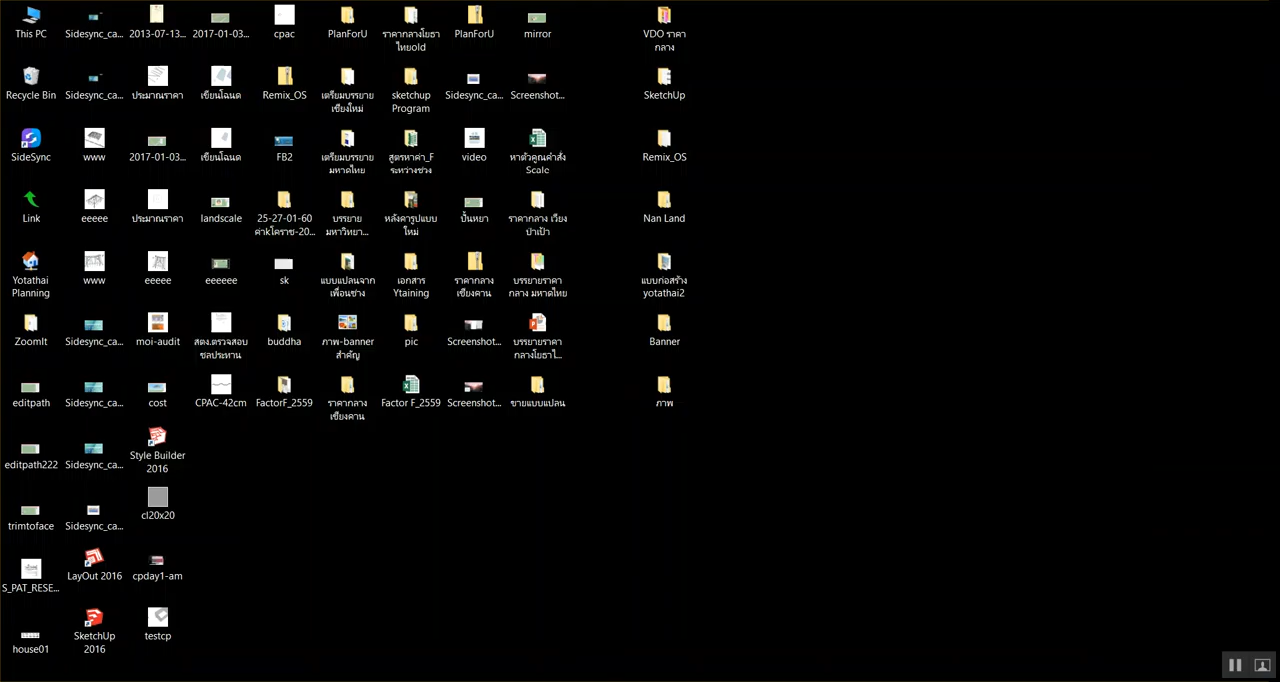 This PC
Sidesync_ca...
2013-07-13...
2017-01-03...
cpac
PlanForU
ราคากลางโยธา
ไทยold
PlanForU
mirror
VDO ราคา
กลาง
Recycle Bin
Sidesync_ca...
ประมาณราคา
เขียนโฉนด
Remix_OS
เตรียมบรรยาย
เชียงใหม่
sketchup
Program
Sidesync_ca...
Screenshot...
SketchUp
SideSync
www
2017-01-03...
เขียนโฉนด
FB2
เตรียมบรรยาย
มหาดไทย
สูตรหาค่า_F
ระหว่างช่วง
video
หาตัวคูณคำสั่ง
Scale
Remix_OS
Link
eeeee
ประมาณราคา
landscale
25-27-01-60
ค่าkโคราช-20...
บรรยาย
มหาวิทยา...
หลังคารูปแบบ
ใหม่
ปั้นหยา
ราคากลาง เวียง
ป่าเป้า
Nan Land
Yotathai
Planning
www
eeeee
eeeeee
sk
แบบแปลนจาก
เพื่อนช่าง
เอกสาร
Ytaining
ราคากลาง
เชียงคาน
บรรยายราคา
กลาง มหาดไทย
แบบก่อสร้าง
yotathai2
ZoomIt
Sidesync_ca...
moi-audit
สตง.ตรวจสอบ
ชลประทาน
buddha
ภาพ-banner
สำคัญ
pic
Screenshot...
บรรยายราคา
กลางโยธาไ...
Banner
editpath
Sidesync_ca...
cost
CPAC-42cm
FactorF_2559
ราคากลาง
เชียงคาน
Factor F_2559
Screenshot...
ขายแบบแปลน
ภาพ
editpath222
Sidesync_ca...
Style Builder
2016
trimtoface
Sidesync_ca...
cl20x20
S_PAT_RESE...
LayOut 2016
cpday1-am
house01
SketchUp
2016
testcp